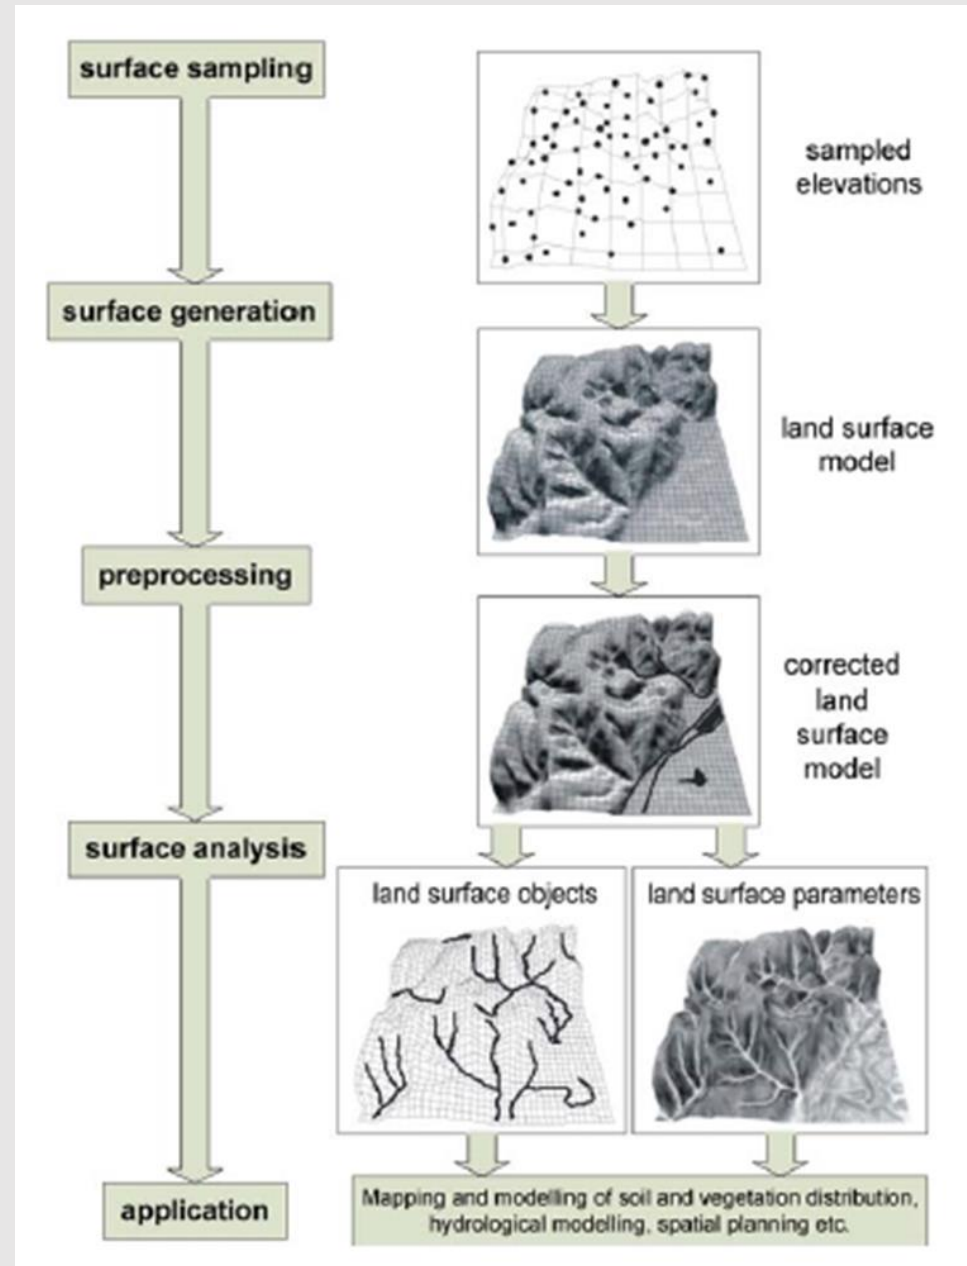 surface sampling
sampled
elevations
surface generation
land surface
model
preprocessing
corrected
land
surface
model
surface analysis
land surface objects
land surface parameters
application
Mapping and modelling of soil and vegetation distribution,
hydrological modelling, spatial planning etc.